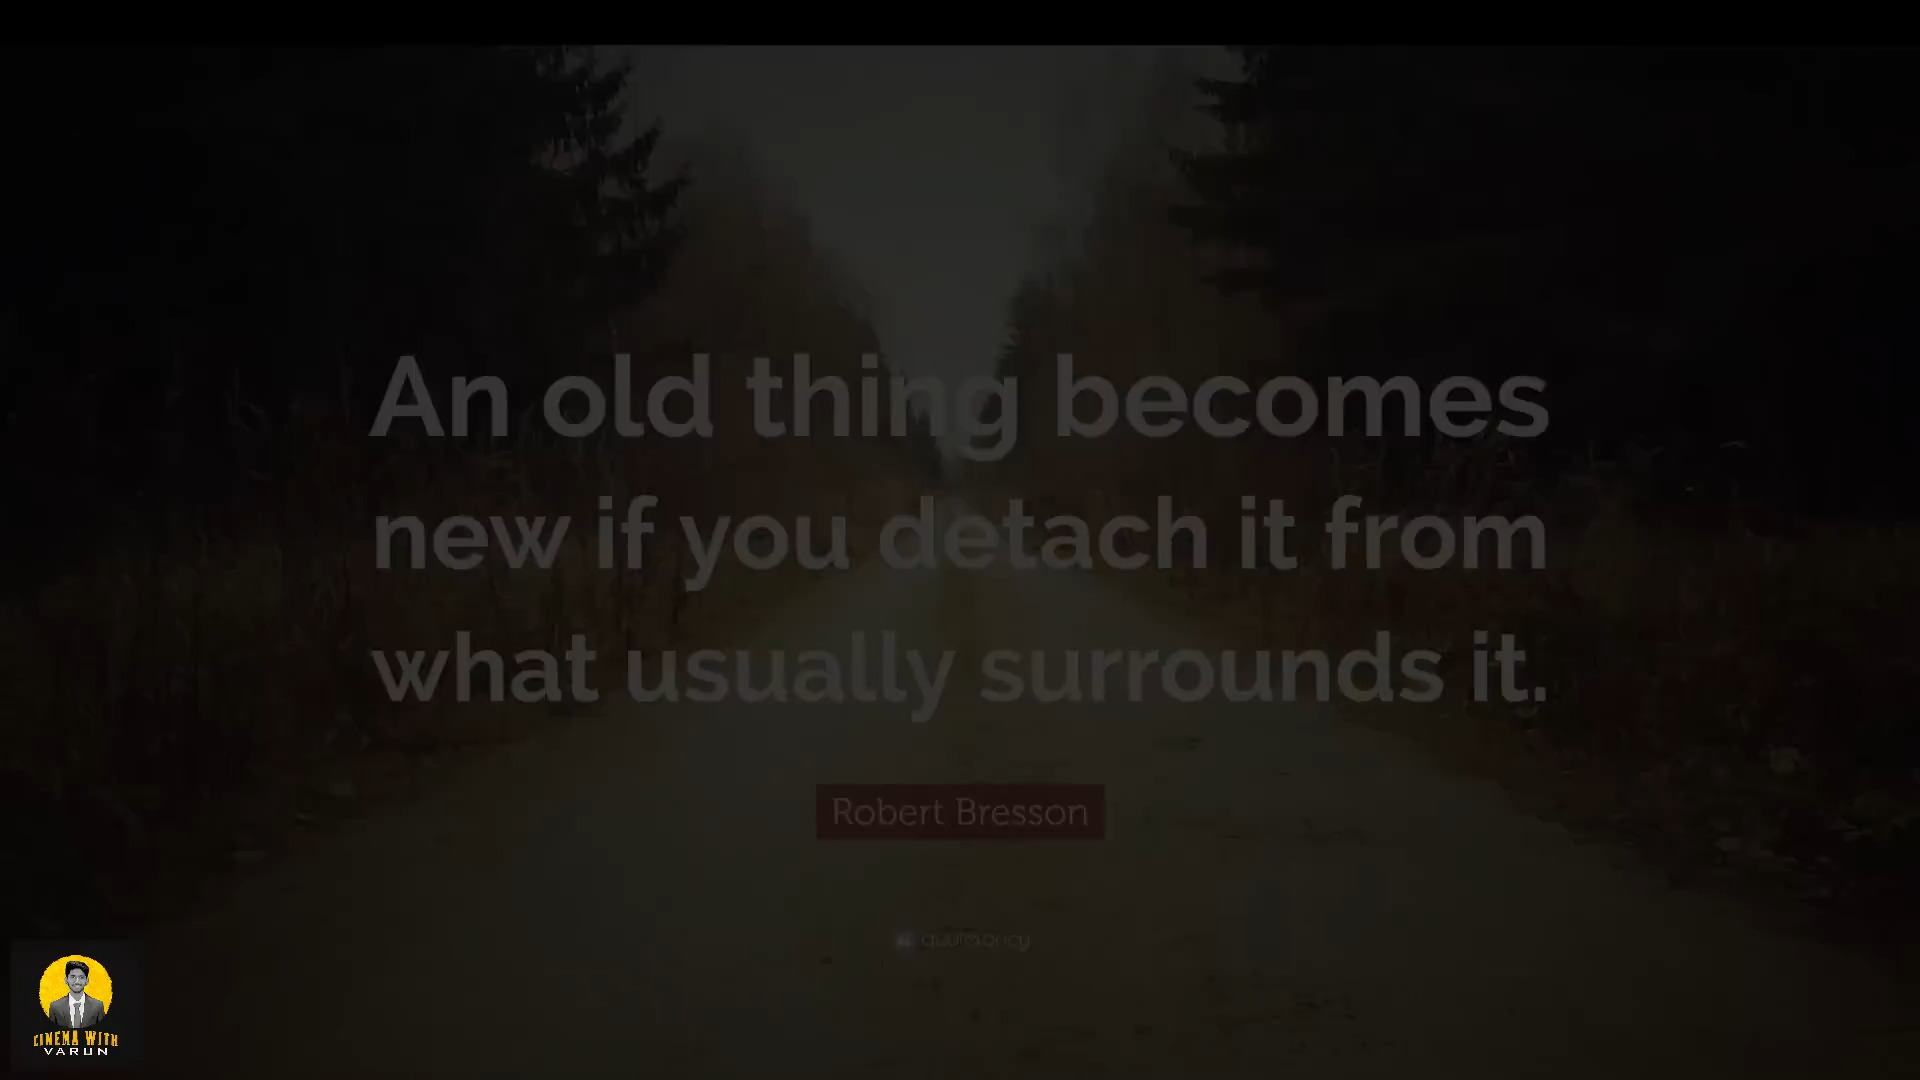 An old thing becomes
new if you detach it from
what usually surrounds it.
Robert Bresson
quotefancy
CINEMA WITH
VARUN